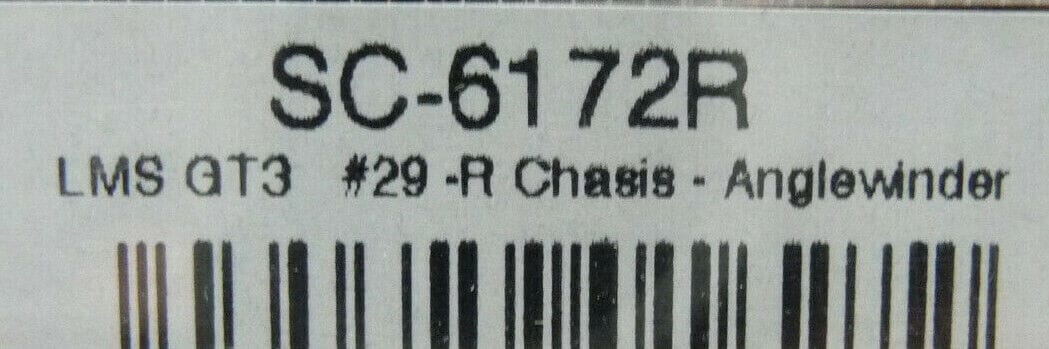 SC-6172R
LMS GT3 #29 -R Chasis - Anglewinder